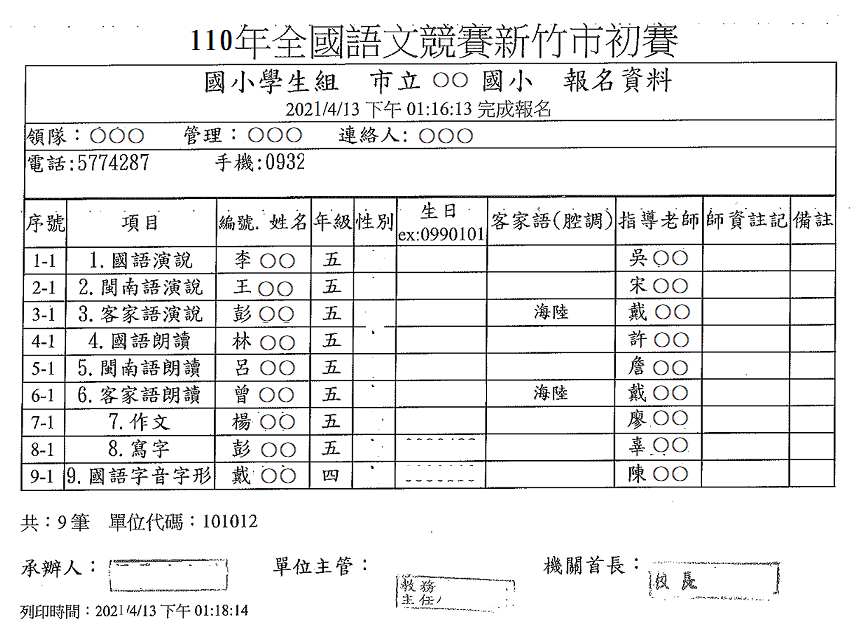 110年全國語文競賽新竹市初賽
國小學生組 市立 ○○ 國小 報名資料
2021/4/13 下午 01:16:13 完成報名
領隊：○○○ 管理：○○○ 連絡人：○○○
電話:5774287 手機:0932
序號 項目 編號. 姓名 年級 性別 生日 ex:0990101 客家語(腔調) 指導老師 師資註記 備註
1-1 1.國語演說 李 ○○ 五 吳 ○○
2-1 2.閩南語演說 王 ○○ 五 宋 ○○
3-1 3.客家語演說 彭 ○○ 五 海陸 戴 ○○
4-1 4.國語朗讀 林 ○○ 五 許 ○○
5-1 5.閩南語朗讀 呂 ○○ 五 詹 ○○
6-1 6.客家語朗讀 曾 ○○ 五 海陸 戴 ○○
7-1 7.作文 楊 ○○ 五 廖 ○○
8-1 8.寫字 彭 ○○ 五 辜 ○○
9-1 9.國語字音字形 戴 ○○ 四 陳 ○○
共：9 筆 單位代碼：101012
承辦人： 單位主管： 機關首長：
教務 校長
主任
列印時間：2021/4/13 下午 01:18:14